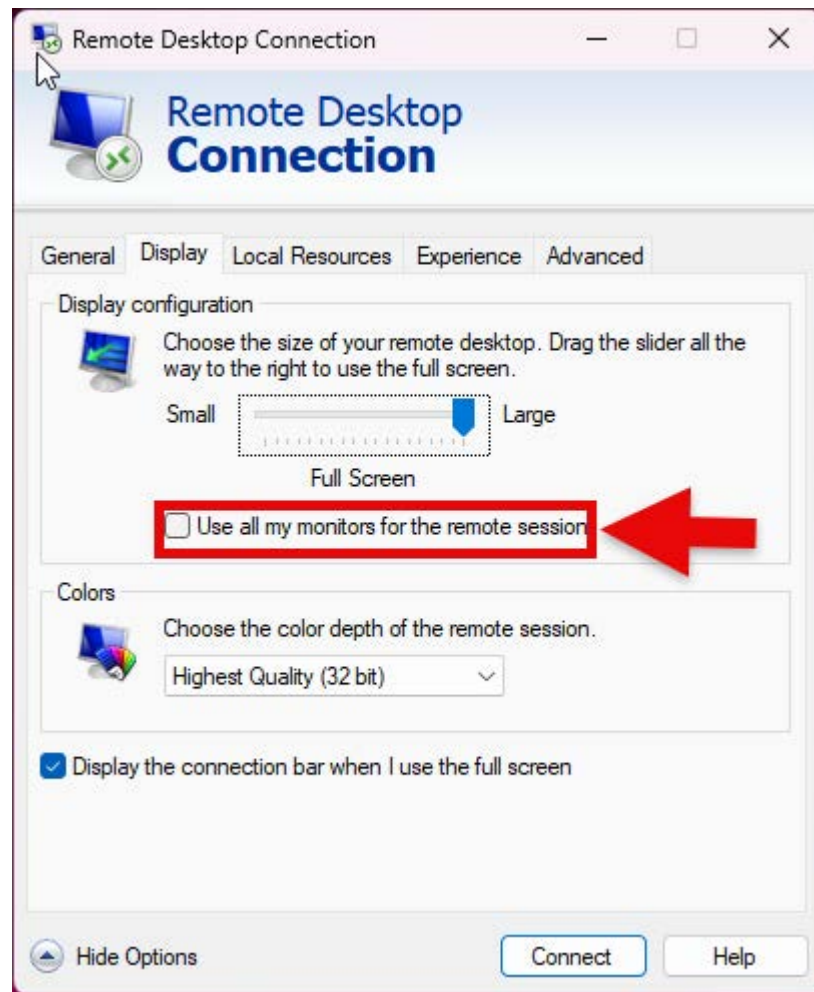 Remote Desktop Connection
Remote Desktop
Connection
General Display Local Resources Experience Advanced
Display configuration
Choose the size of your remote desktop. Drag the slider all the
way to the right to use the full screen.
Small Large
Full Screen
Use all my monitors for the remote session
Colors
Choose the color depth of the remote session.
Highest Quality (32 bit)
Display the connection bar when I use the full screen
Hide Options Connect Help